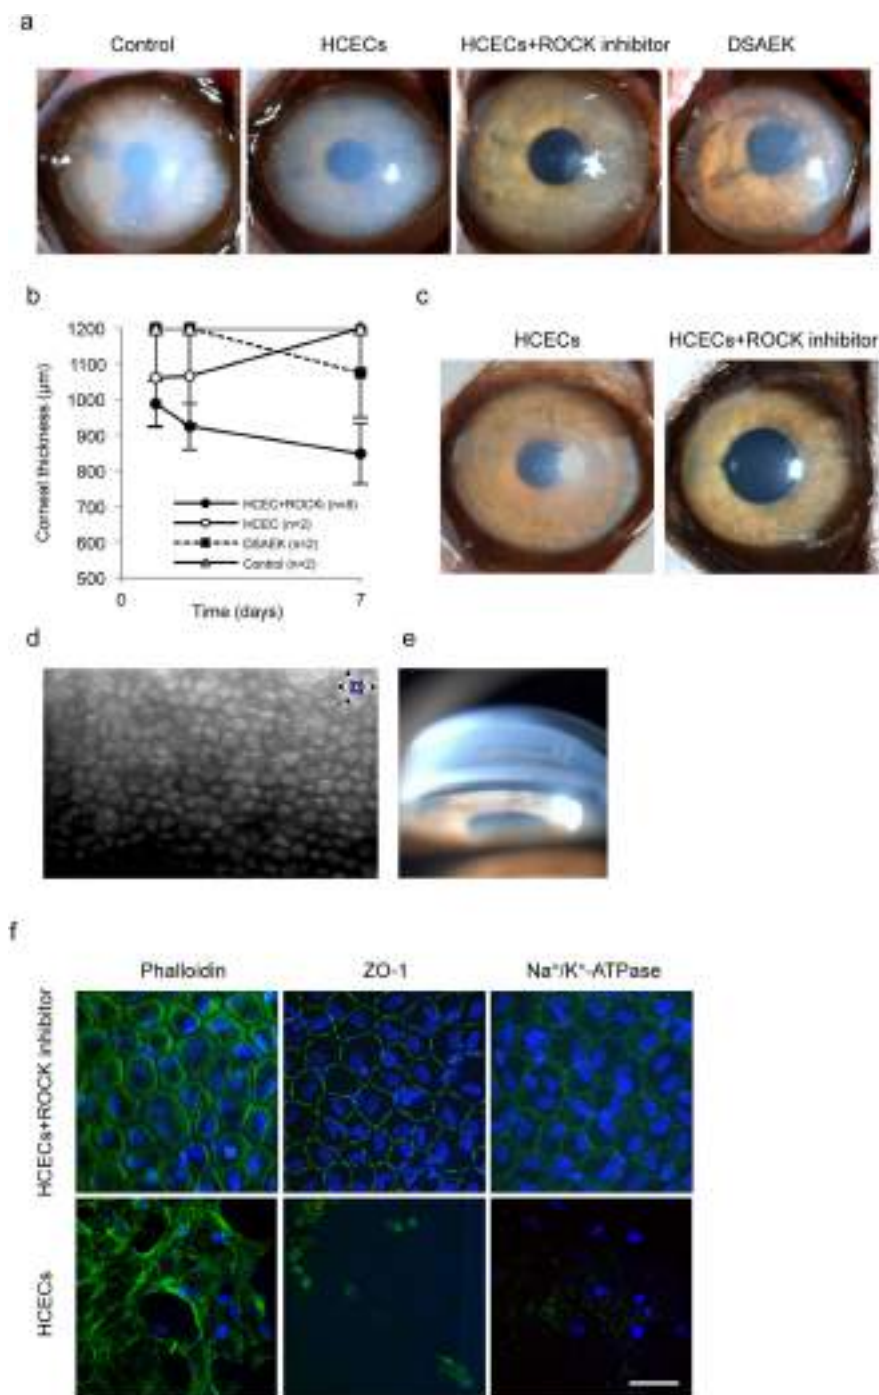 a
Control HCECs HCECs+ROCK inhibitor DSAEK
b
1200
1100
1000
900
800
700
600
500
Corneal thickness (μm)
HCEC+ROCK
HCEC (n=2)
DSAEK (n=2)
Control (n=2)
0 7
Time (days)
c
HCECs HCECs+ROCK inhibitor
d
e
f
Phalloidin ZO-1 Na⁺/K⁺-ATPase
HCECs+ROCK inhibitor
HCECs